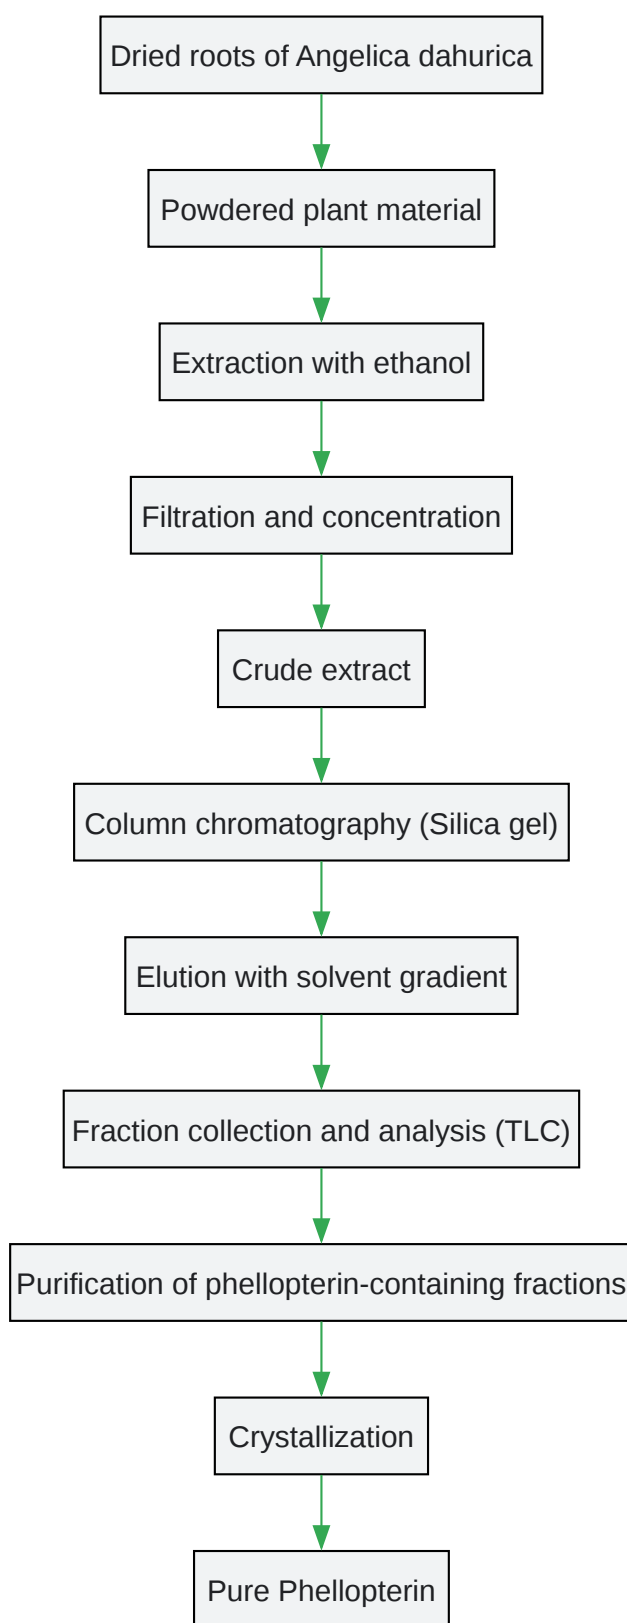 Dried roots of Angelica dahurica
Powdered plant material
Extraction with ethanol
Filtration and concentration
Crude extract
Column chromatography (Silica gel)
Elution with solvent gradient
Fraction collection and analysis (TLC)
Purification of phellopterin-containing fractions
Crystallization
Pure Phellopterin